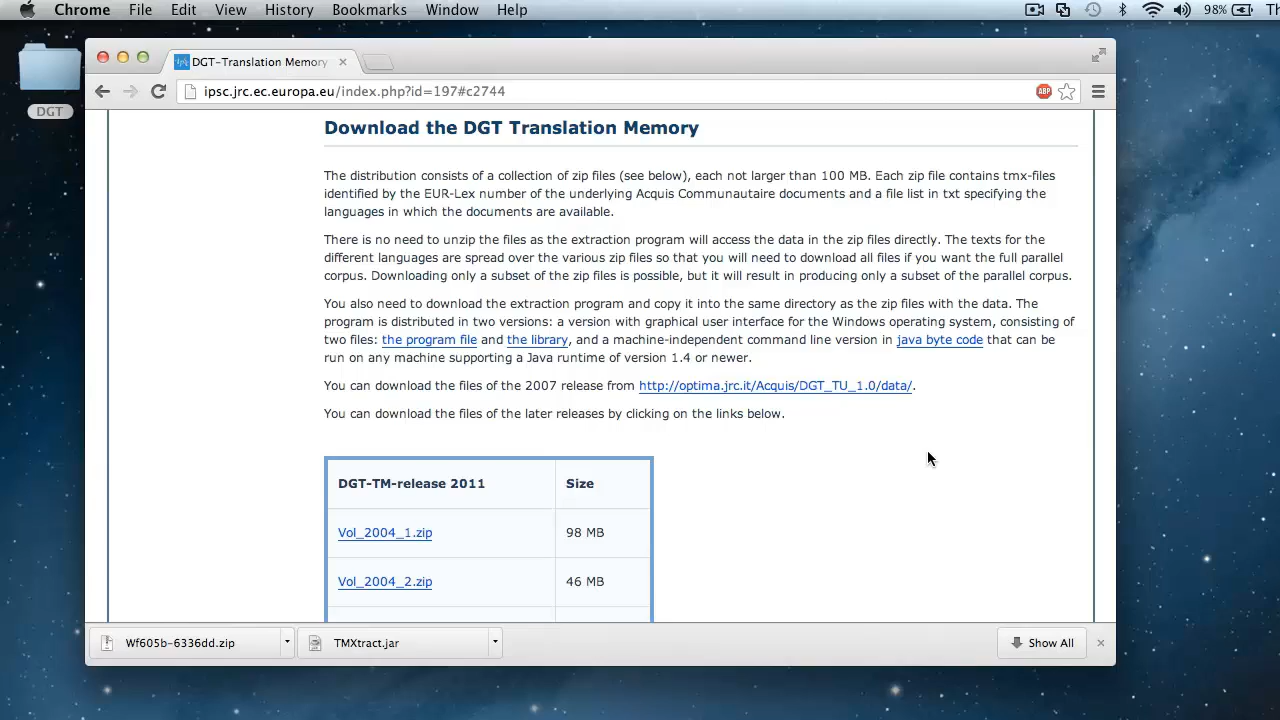 Chrome File Edit View History Bookmarks Window Help 98% Th
DGT
DGT-Translation Memory
ipsc.jrc.ec.europa.eu/index.php?id=197#c2744
ABP
Download the DGT Translation Memory
The distribution consists of a collection of zip files (see below), each not larger than 100 MB. Each zip file contains tmx-files
identified by the EUR-Lex number of the underlying Acquis Communautaire documents and a file list in txt specifying the
languages in which the documents are available.
There is no need to unzip the files as the extraction program will access the data in the zip files directly. The texts for the
different languages are spread over the various zip files so that you will need to download all files if you want the full parallel
corpus. Downloading only a subset of the zip files is possible, but it will result in producing only a subset of the parallel corpus.
You also need to download the extraction program and copy it into the same directory as the zip files with the data. The
program is distributed in two versions: a version with graphical user interface for the Windows operating system, consisting of
two files: the program file and the library, and a machine-independent command line version in java byte code that can be
run on any machine supporting a Java runtime of version 1.4 or newer.
You can download the files of the 2007 release from http://optima.jrc.it/Acquis/DGT_TU_1.0/data/.
You can download the files of the later releases by clicking on the links below.
DGT-TM-release 2011 Size
Vol_2004_1.zip 98 MB
Vol_2004_2.zip 46 MB
Wf605b-6336dd.zip TMXtract.jar Show All